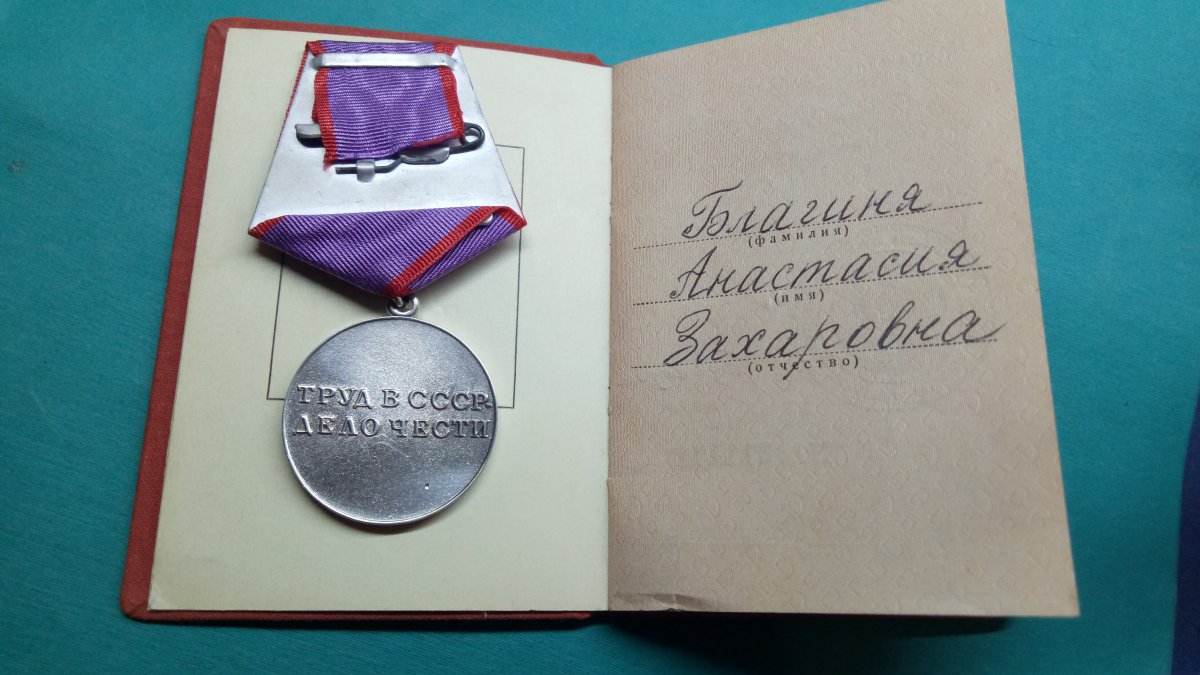 ТРУД В СССР-
ДЕЛО ЧЕСТИ
Благиня
(фамилия)
Анастасия
(имя)
Захаровна
(отчество)